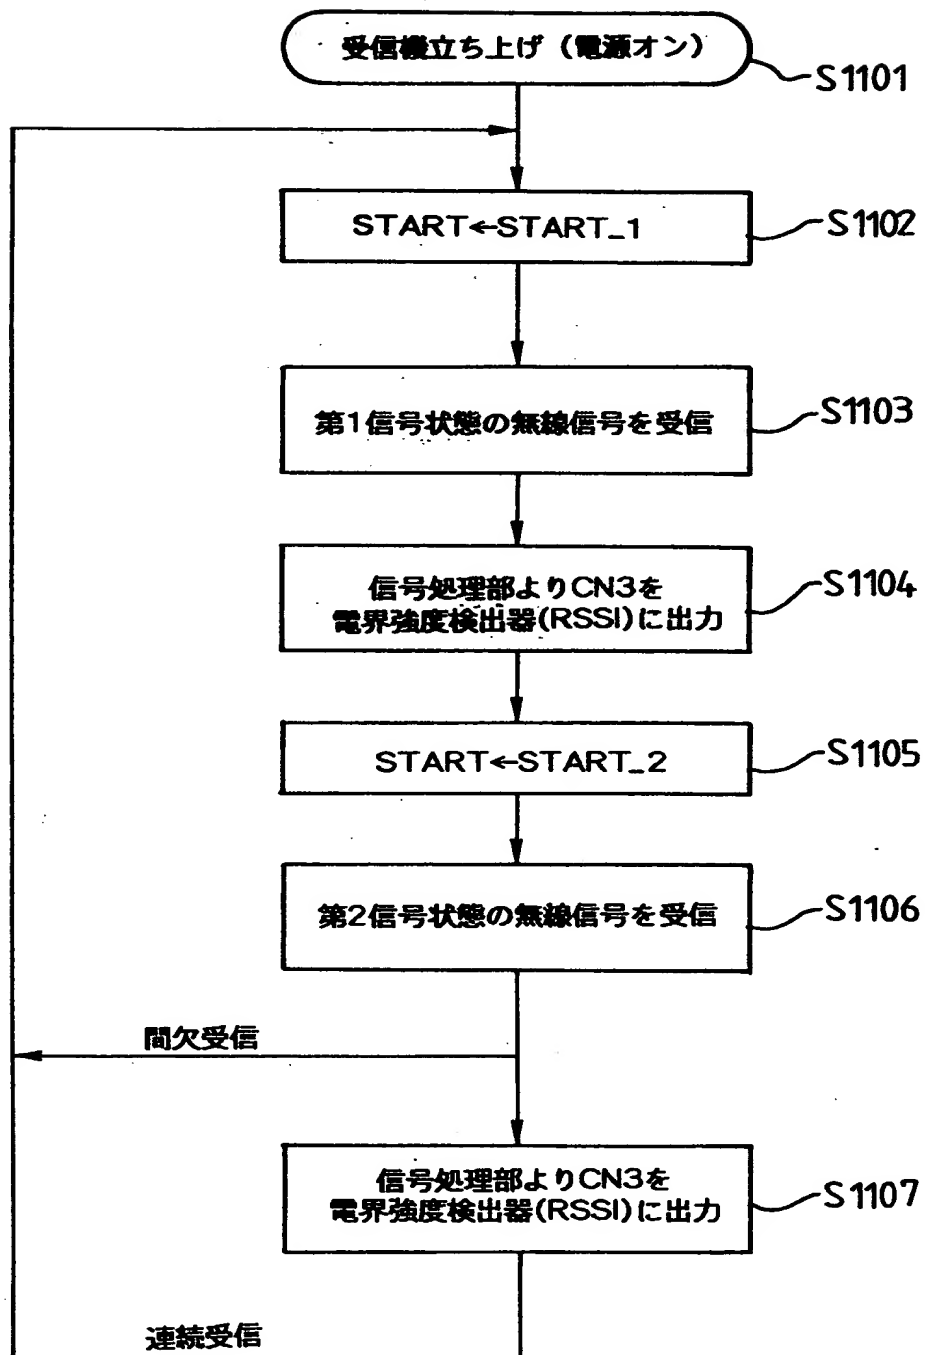 受信機立ち上げ（電源オン）
S1101
START←START_1
S1102
第1信号状態の無線信号を受信
S1103
信号処理部よりCN3を
電界強度検出器(RSSI)に出力
S1104
START←START_2
S1105
第2信号状態の無線信号を受信
S1106
間欠受信
信号処理部よりCN3を
電界強度検出器(RSSI)に出力
S1107
連続受信